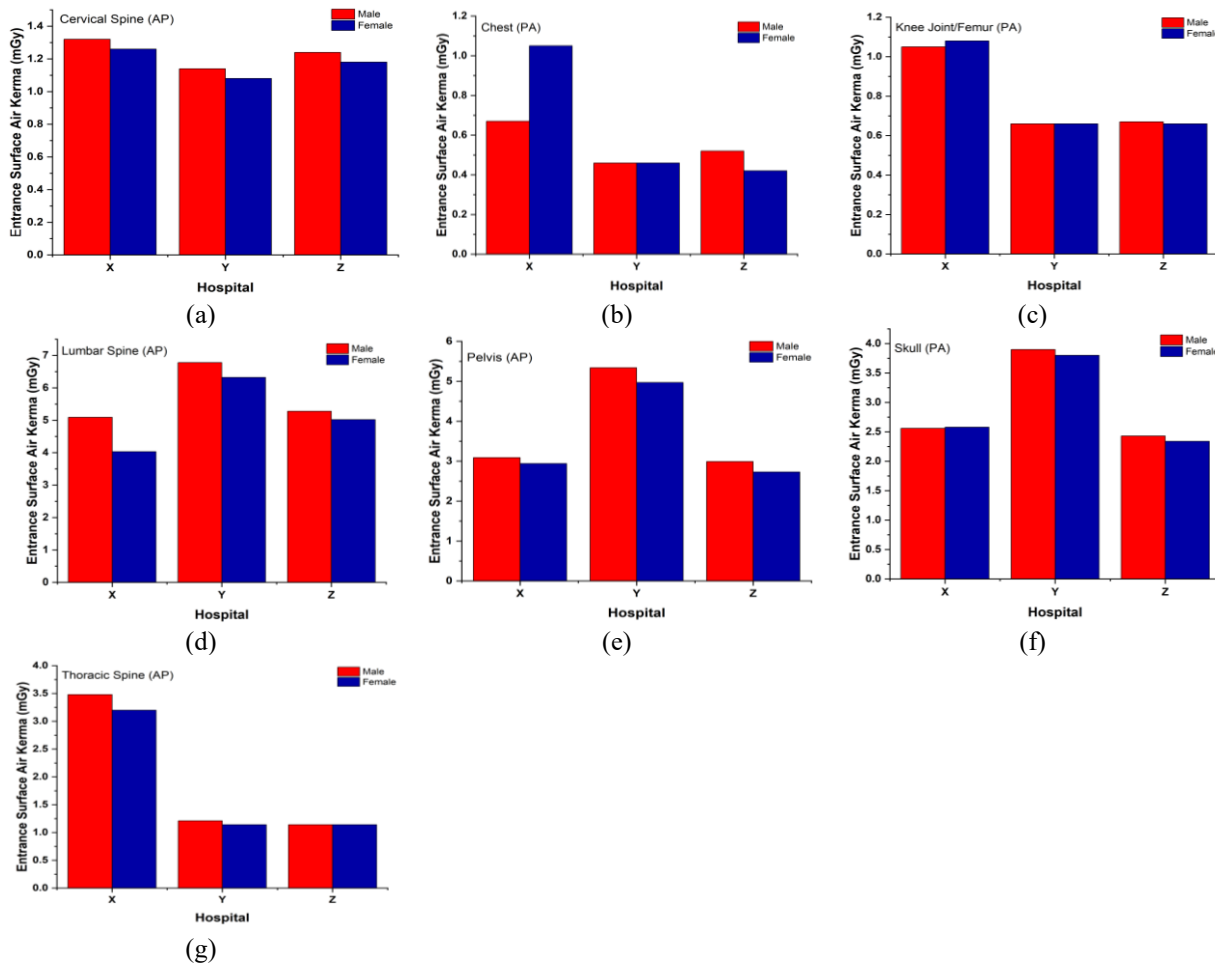 Cervical Spine (AP)
Male
Female
Entrance Surface Air Kerma (mGy)
1.4
1.2
1.0
0.8
0.6
0.4
0.2
0.0
X
Y
Z
Hospital
(a)
Chest (PA)
Male
Female
Entrance Surface Air Kerma (mGy)
1.2
1.0
0.8
0.6
0.4
0.2
0.0
X
Y
Z
Hospital
(b)
Knee Joint/Femur (PA)
Male
Female
Entrance Surface Air Kerma (mGy)
1.2
1.0
0.8
0.6
0.4
0.2
0.0
X
Y
Z
Hospital
(c)
Lumbar Spine (AP)
Male
Female
Entrance Surface Air Kerma (mGy)
7
6
5
4
3
2
1
0
X
Y
Z
Hospital
(d)
Pelvis (AP)
Male
Female
Entrance Surface Air Kerma (mGy)
6
5
4
3
2
1
0
X
Y
Z
Hospital
(e)
Skull (PA)
Male
Female
Entrance Surface Air Kerma (mGy)
4.0
3.5
3.0
2.5
2.0
1.5
1.0
0.5
0.0
X
Y
Z
Hospital
(f)
Thoracic Spine (AP)
Male
Female
Entrance Surface Air Kerma (mGy)
4.0
3.5
3.0
2.5
2.0
1.5
1.0
0.5
0.0
X
Y
Z
Hospital
(g)